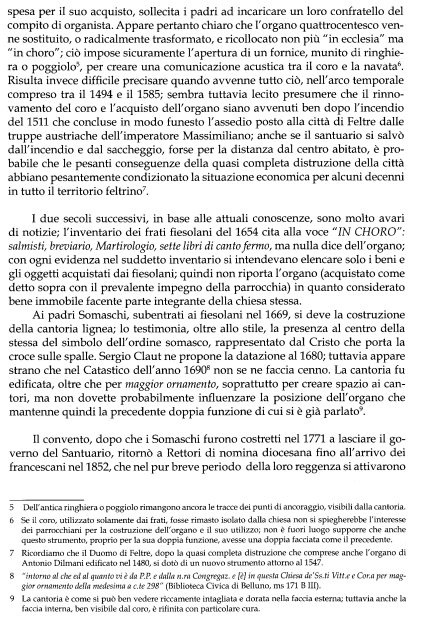 spesa per il suo acquisto, sollecita i padri ad incaricare un loro confratello del
compito di organista. Appare pertanto chiaro che l'organo quattrocentesco ven-
ne sostituito, o radicalmente trasformato, e ricollocato non più "in ecclesia" ma
"in choro"; ciò impose sicuramente l'apertura di un fornice, munito di ringhie-
ra o poggiolo⁵, per creare una comunicazione acustica tra il coro e la navata⁶.
Risulta invece difficile precisare quando avvenne tutto ciò, nell'arco temporale
compreso tra il 1494 e il 1585; sembra tuttavia lecito presumere che il rinno-
vamento del coro e l'acquisto dell'organo siano avvenuti ben dopo l'incendio
del 1511 che concluse in modo funesto l'assedio posto alla città di Feltre dalle
truppe austriache dell'imperatore Massimiliano; anche se il santuario si salvò
dall'incendio e dal saccheggio, forse per la distanza dal centro abitato, è pro-
babile che le pesanti conseguenze della quasi completa distruzione della città
abbiano pesantemente condizionato la situazione economica per alcuni decenni
in tutto il territorio feltrino⁷.
I due secoli successivi, in base alle attuali conoscenze, sono molto avari
di notizie; l'inventario dei frati fiesolani del 1654 cita alla voce "IN CHORO":
salmisti, breviario, Martirologio, sette libri di canto fermo, ma nulla dice dell'organo;
con ogni evidenza nel suddetto inventario si intendevano elencare solo i beni e
gli oggetti acquistati dai fiesolani; quindi non riporta l'organo (acquistato come
detto sopra con il prevalente impegno della parrocchia) in quanto considerato
bene immobile facente parte integrante della chiesa stessa.
Ai padri Somaschi, subentrati ai fiesolani nel 1669, si deve la costruzione
della cantoria lignea; lo testimonia, oltre allo stile, la presenza al centro della
stessa del simbolo dell'ordine somasco, rappresentato dal Cristo che porta la
croce sulle spalle. Sergio Claut ne propone la datazione al 1680; tuttavia appare
strano che nel Catastico dell'anno 1690⁸ non se ne faccia cenno. La cantoria fu
edificata, oltre che per maggior ornamento, soprattutto per creare spazio ai can-
tori, ma non dovette probabilmente influenzare la posizione dell'organo che
mantenne quindi la precedente doppia funzione di cui si è già parlato⁹.
Il convento, dopo che i Somaschi furono costretti nel 1771 a lasciare il go-
verno del Santuario, ritornò a Rettori di nomina diocesana fino all'arrivo dei
francescani nel 1852, che nel pur breve periodo della loro reggenza si attivarono
5 Dell'antica ringhiera o poggiolo rimangono ancora le tracce dei punti di ancoraggio, visibili dalla cantoria.
6 Se il coro, utilizzato solamente dai frati, fosse rimasto isolato dalla chiesa non si spiegherebbe l'interesse
dei parrocchiani per la costruzione dell'organo e il suo utilizzo; non è fuori luogo supporre che anche
questo strumento, proprio per la sua doppia funzione, avesse una doppia facciata come il precedente.
7 Ricordiamo che il Duomo di Feltre, dopo la quasi completa distruzione che comprese anche l'organo di
Antonio Dilmani edificato nel 1480, si dotò di un nuovo strumento attorno al 1547.
8 "intorno al che ed al quanto vi è da P.P. e dalla n.ra Congregaz. e [è] in questa Chiesa de'Ss.ti Vitt.e e Cor.a per mag-
gior ornamento della medesima a c.te 298" (Biblioteca Civica di Belluno, ms 171 B III).
9 La cantoria è come si può ben vedere riccamente intagliata e dorata nella faccia esterna; tuttavia anche la
faccia interna, ben visibile dal coro, è rifinita con particolare cura.